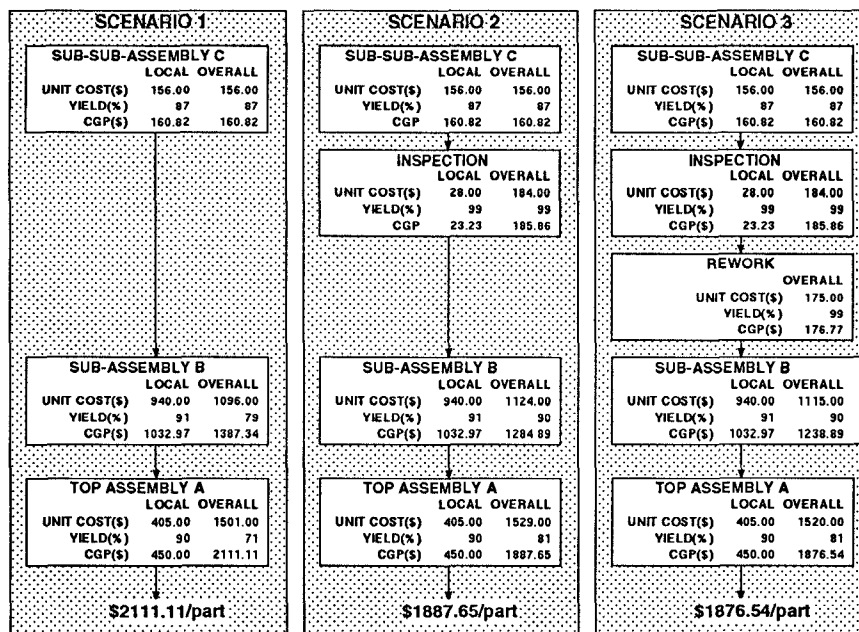 SCENARIO 1
SUB-SUB-ASSEMBLY C
LOCAL OVERALL
UNIT COST($) 156.00 156.00
YIELD(%) 87 87
CGP($) 160.82 160.82
SUB-ASSEMBLY B
LOCAL OVERALL
UNIT COST($) 940.00 1096.00
YIELD(%) 91 79
CGP($) 1032.97 1387.34
TOP ASSEMBLY A
LOCAL OVERALL
UNIT COST($) 405.00 1501.00
YIELD(%) 90 71
CGP($) 450.00 2111.11
$2111.11/part
SCENARIO 2
SUB-SUB-ASSEMBLY C
LOCAL OVERALL
UNIT COST($) 156.00 156.00
YIELD(%) 87 87
CGP 160.82 160.82
INSPECTION
LOCAL OVERALL
UNIT COST($) 28.00 184.00
YIELD(%) 99 99
CGP 23.23 185.86
SUB-ASSEMBLY B
LOCAL OVERALL
UNIT COST($) 940.00 1124.00
YIELD(%) 91 90
CGP($) 1032.97 1284.89
TOP ASSEMBLY A
LOCAL OVERALL
UNIT COST($) 405.00 1529.00
YIELD(%) 90 81
CGP($) 450.00 1887.65
$1887.65/part
SCENARIO 3
SUB-SUB-ASSEMBLY C
LOCAL OVERALL
UNIT COST($) 156.00 156.00
YIELD(%) 87 87
CGP($) 160.82 160.82
INSPECTION
LOCAL OVERALL
UNIT COST($) 28.00 184.00
YIELD(%) 99 99
CGP($) 23.23 185.86
REWORK
OVERALL
UNIT COST($) 175.00
YIELD(%) 99
CGP($) 176.77
SUB-ASSEMBLY B
LOCAL OVERALL
UNIT COST($) 940.00 1115.00
YIELD(%) 91 90
CGP($) 1032.97 1238.89
TOP ASSEMBLY A
LOCAL OVERALL
UNIT COST($) 405.00 1520.00
YIELD(%) 90 81
CGP($) 450.00 1876.54
$1876.54/part